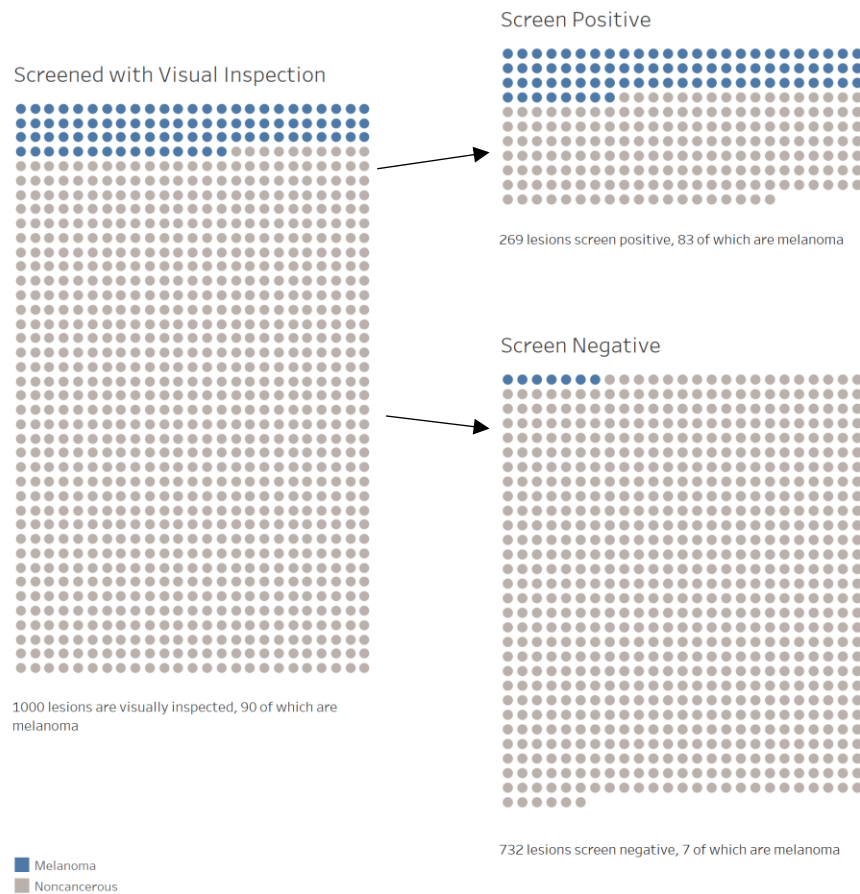 Screened with Visual Inspection
1000 lesions are visually inspected, 90 of which are
melanoma
Screen Positive
269 lesions screen positive, 83 of which are melanoma
Screen Negative
732 lesions screen negative, 7 of which are melanoma
Melanoma
Noncancerous